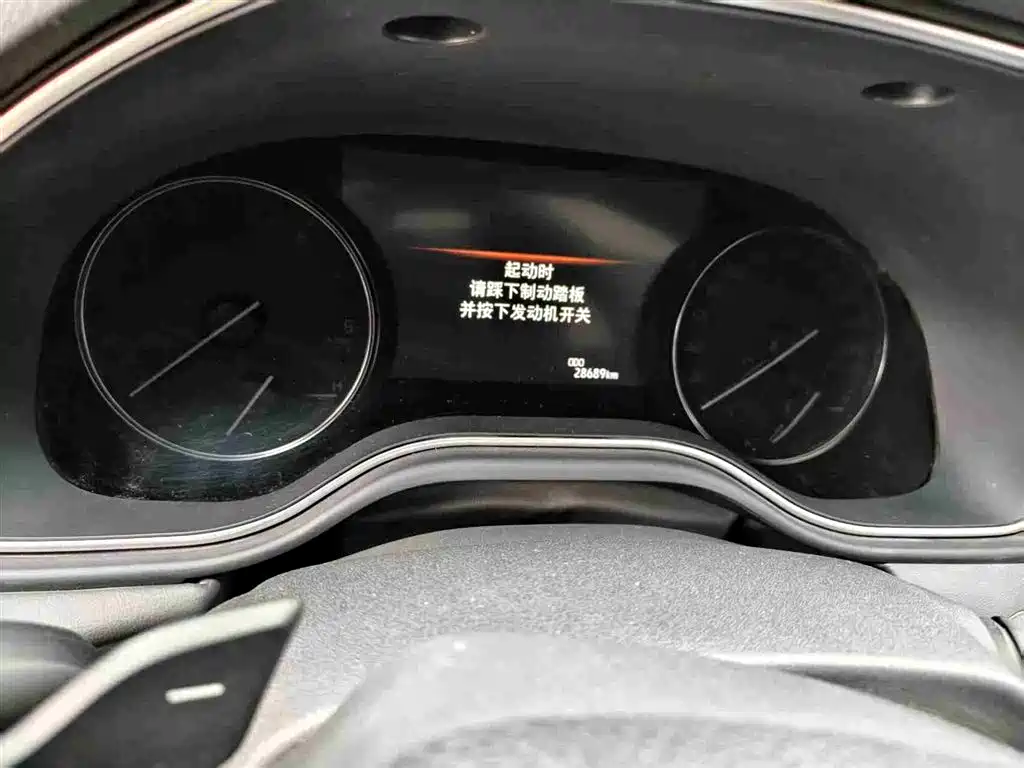 起动时
请踩下制动踏板
并按下发动机开关
ODO
28689km
H